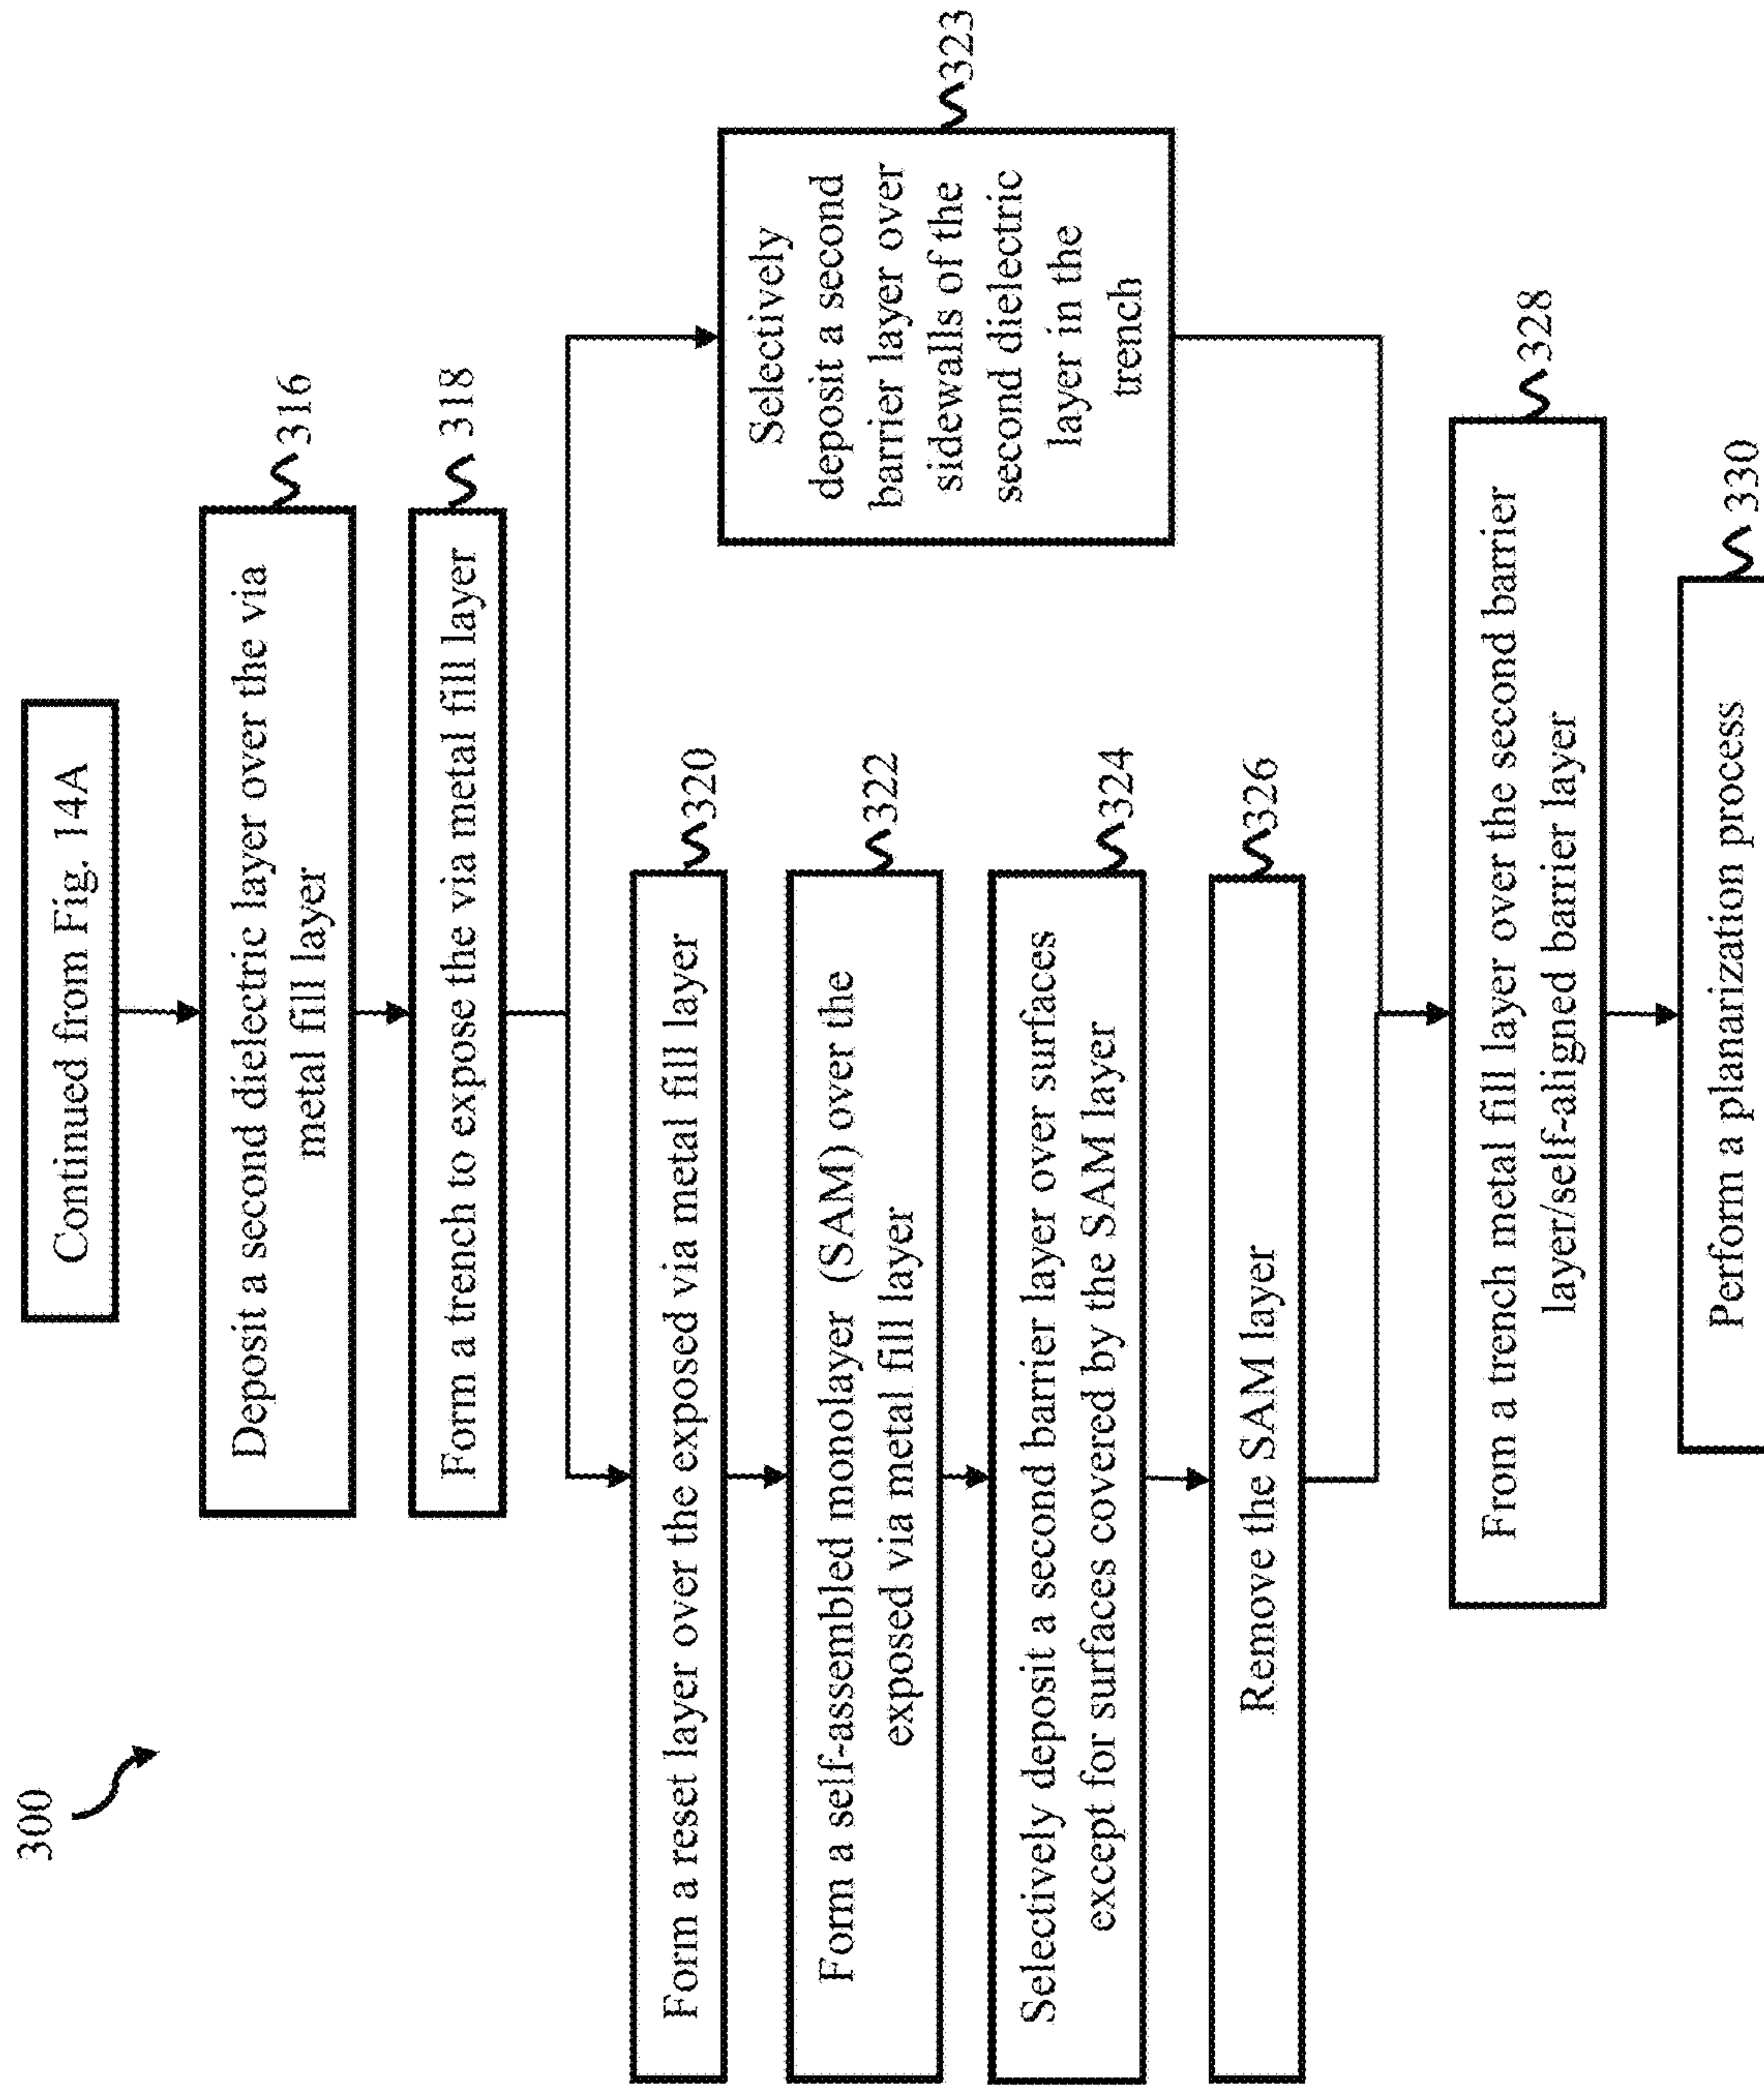 300
Continued from Fig. 14A
Deposit a second dielectric layer over the via
metal fill layer
316
Form a trench to expose the via metal fill layer
318
Form a reset layer over the exposed via metal fill layer
320
Form a self-assembled monolayer (SAM) over the
exposed via metal fill layer
322
Selectively deposit a second barrier layer over surfaces
except for surfaces covered by the SAM layer
324
Remove the SAM layer
326
Selectively
deposit a second
barrier layer over
sidewalls of the
second dielectric
layer in the
trench
323
From a trench metal fill layer over the second barrier
layer/self-aligned barrier layer
328
Perform a planarization process
330